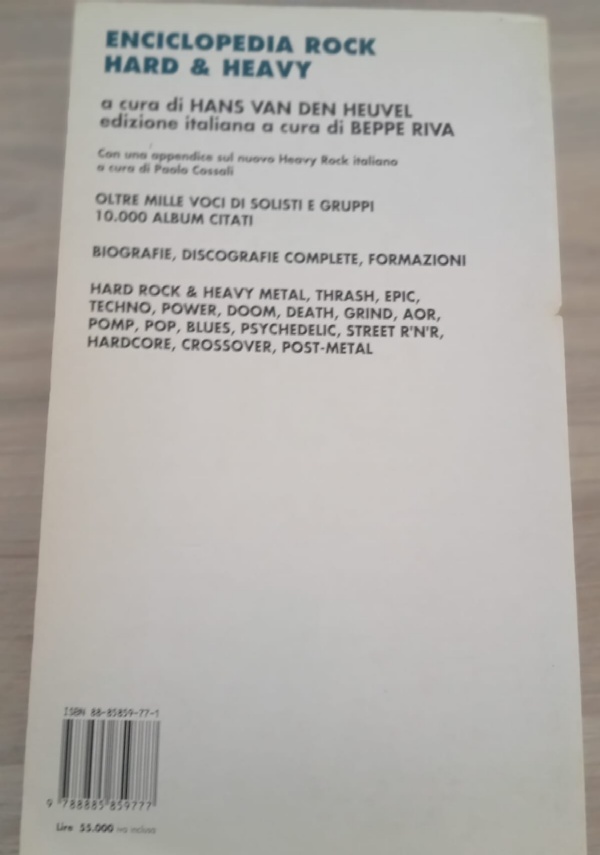 ENCICLOPEDIA ROCK
HARD & HEAVY
a cura di HANS VAN DEN HEUVEL
edizione italiana a cura di BEPPE RIVA
Con una appendice sul nuovo Heavy Rock italiano
a cura di Paolo Cossali
OLTRE MILLE VOCI DI SOLISTI E GRUPPI
10.000 ALBUM CITATI
BIOGRAFIE, DISCOGRAFIE COMPLETE, FORMAZIONI
HARD ROCK & HEAVY METAL, THRASH, EPIC,
TECHNO, POWER, DOOM, DEATH, GRIND, AOR,
POMP, POP, BLUES, PSYCHEDELIC, STREET R'N'R,
HARDCORE, CROSSOVER, POST-METAL
ISBN 88-85859-77-1
9 788885 859777
Lire 55.000 iva inclusa